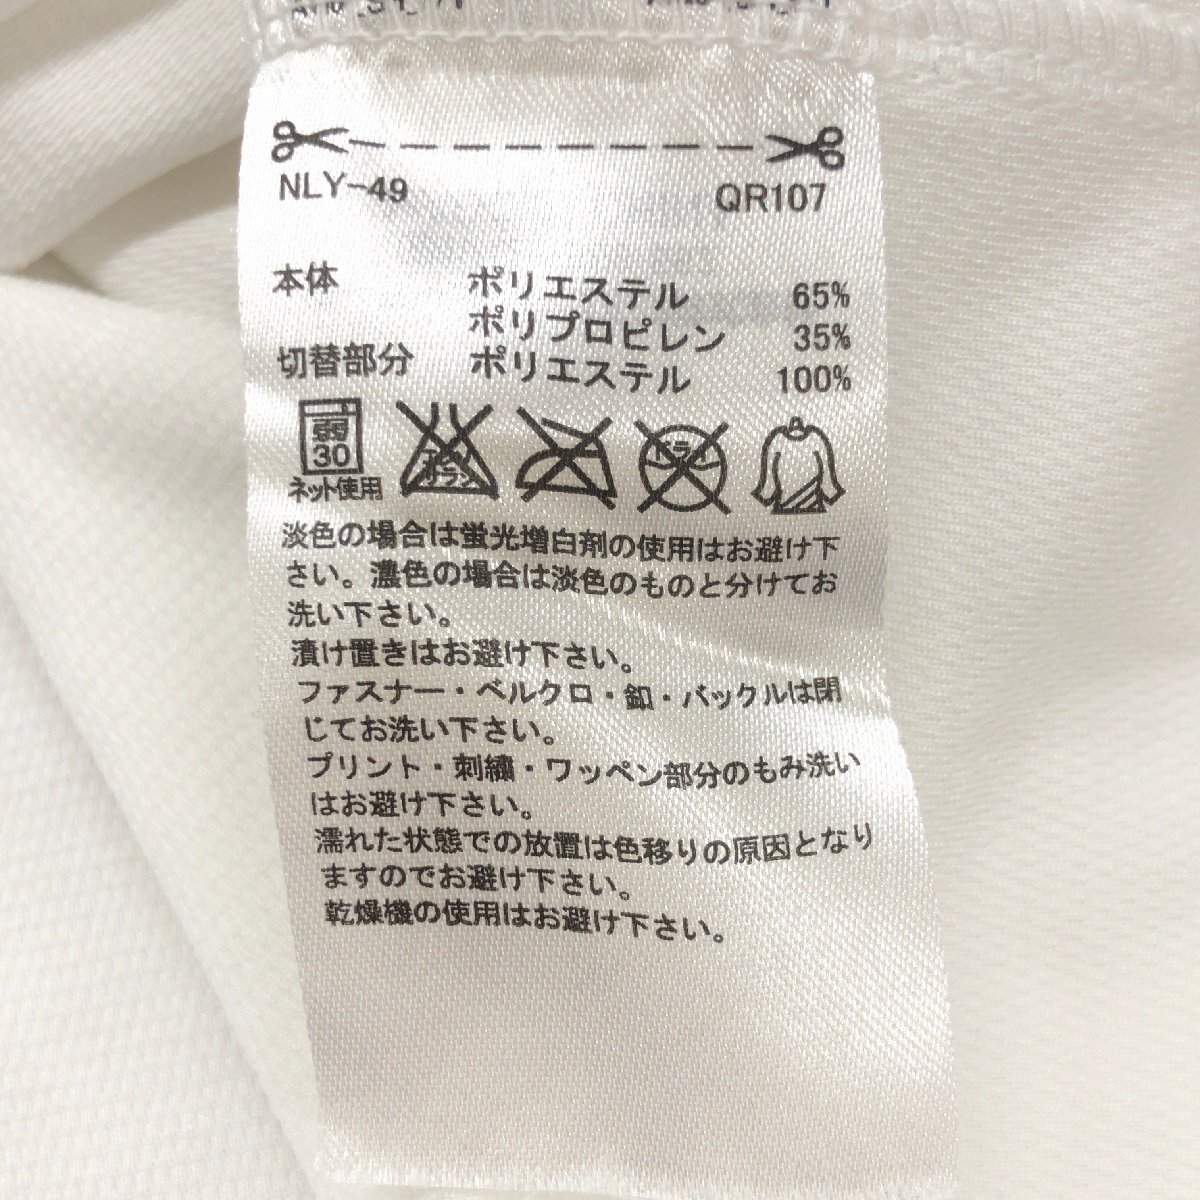 NLY-49 QR107
本体 ポリエステル 65%
ポリプロピレン 35%
切替部分 ポリエステル 100%
弱
30
ネット使用
エンソ
サラシ
ドライ
淡色の場合は蛍光増白剤の使用はお避け下
さい。濃色の場合は淡色のものと分けてお
洗い下さい。
漬け置きはお避け下さい。
ファスナー・ベルクロ・釦・バックルは閉
じてお洗い下さい。
プリント・刺繍・ワッペン部分のもみ洗い
はお避け下さい。
濡れた状態での放置は色移りの原因となり
ますのでお避け下さい。
乾燥機の使用はお避け下さい。